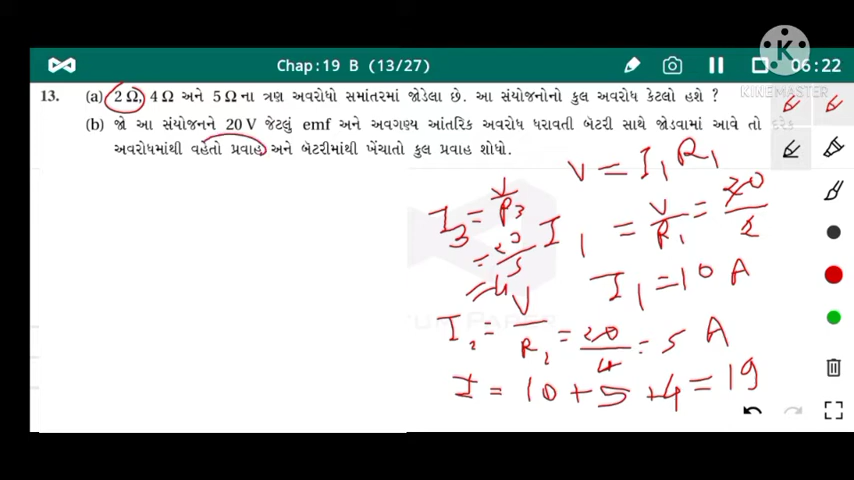 Chap:19 B (13/27)
06:22
KINEMASTER
13. (a) 2 Ω, 4 Ω અને 5 Ω ના ત્રણ અવરોધો સમાંતરમાં જોડેલા છે. આ સંયોજનોનો કુલ અવરોધ કેટલો હશે ?
(b) જો આ સંયોજનને 20 V જેટલું emf અને અવગણ્ય આંતરિક અવરોધ ધરાવતી બૅટરી સાથે જોડવામાં આવે તો દરેક
અવરોધમાંથી વહેતો પ્રવાહ અને બૅટરીમાંથી ખેંચાતો કુલ પ્રવાહ શોધો.
V = I₁ R₁
I₁ = V/R₁ = 20/2
I₁ = 10 A
I₃ = V/R₃
= 20/5
= 4
I₂ = V/R₂ = 20/4 = 5 A
I = 10 + 5 + 4 = 19